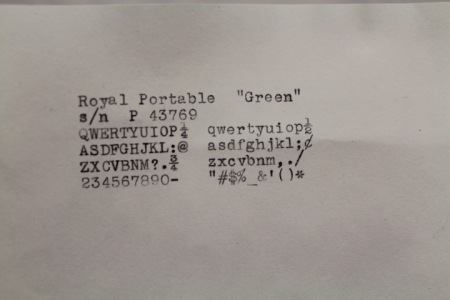 Royal Portable  "Green"
s/n  P 43769
QWERTYUIOP¼  qwertyuiop½
ASDFGHJKL:@  asdfghjkl;¢
ZXCVBNM?.¾  zxcvbnm,./
234567890-  "#$%_&'()*